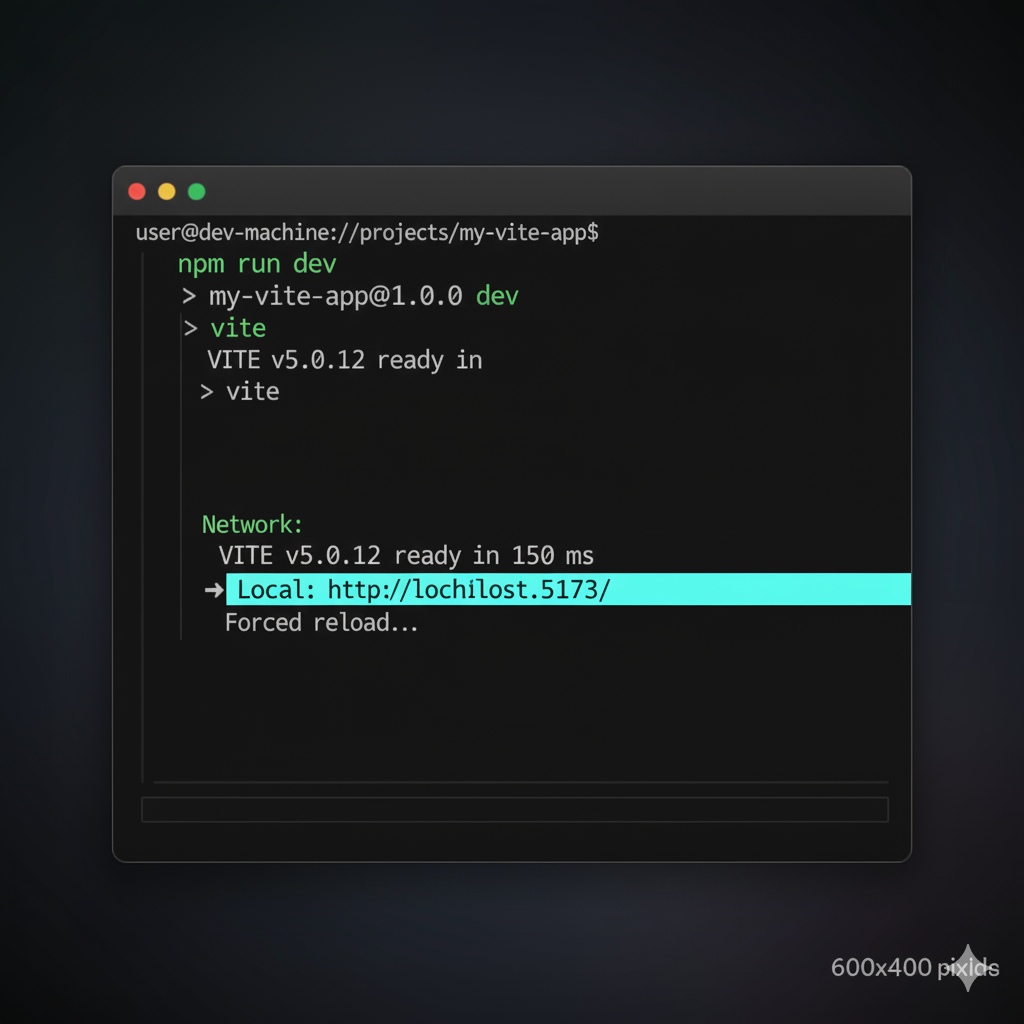 user@dev-machine://projects/my-vite-app$
npm run dev
> my-vite-app@1.0.0 dev
> vite
VITE v5.0.12 ready in
> vite
Network:
VITE v5.0.12 ready in 150 ms
➜ Local: http://lochilost.5173/
Forced reload...
600x400 pixlds